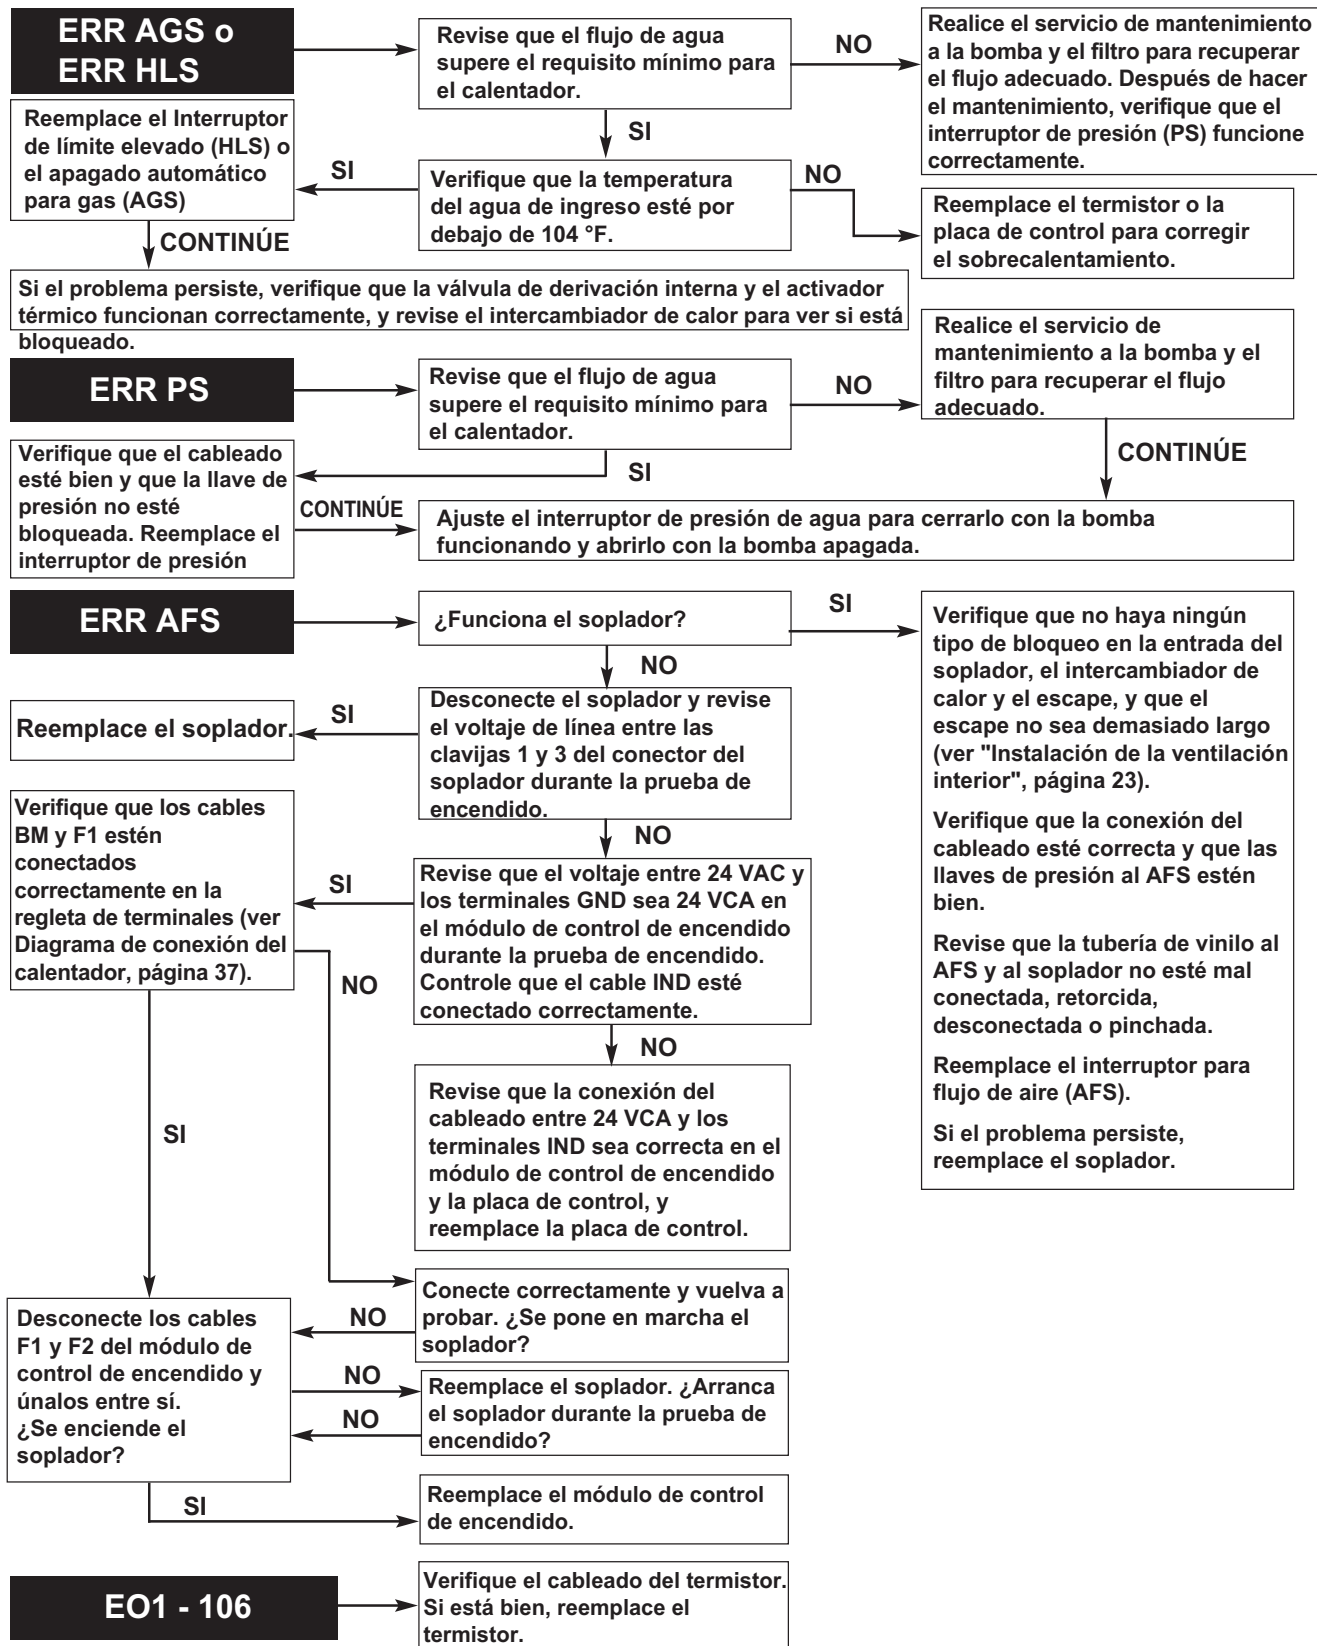 ERR AGS o
ERR HLS
Revise que el flujo de agua
supere el requisito mínimo para
el calentador.
NO
Realice el servicio de mantenimiento
a la bomba y el filtro para recuperar
el flujo adecuado. Después de hacer
el mantenimiento, verifique que el
interruptor de presión (PS) funcione
correctamente.
SI
Reemplace el Interruptor
de límite elevado (HLS) o
el apagado automático
para gas (AGS)
SI
Verifique que la temperatura
del agua de ingreso esté por
debajo de 104 °F.
NO
Reemplace el termistor o la
placa de control para corregir
el sobrecalentamiento.
CONTINÚE
Si el problema persiste, verifique que la válvula de derivación interna y el activador
térmico funcionan correctamente, y revise el intercambiador de calor para ver si está
bloqueado.
ERR PS
Revise que el flujo de agua
supere el requisito mínimo para
el calentador.
NO
Realice el servicio de
mantenimiento a la bomba y el
filtro para recuperar el flujo
adecuado.
SI
CONTINÚE
Verifique que el cableado
esté bien y que la llave de
presión no esté
bloqueada. Reemplace el
interruptor de presión
CONTINÚE
Ajuste el interruptor de presión de agua para cerrarlo con la bomba
funcionando y abrirlo con la bomba apagada.
ERR AFS
¿Funciona el soplador?
SI
Verifique que no haya ningún
tipo de bloqueo en la entrada del
soplador, el intercambiador de
calor y el escape, y que el
escape no sea demasiado largo
(ver "Instalación de la ventilación
interior", página 23).
Verifique que la conexión del
cableado esté correcta y que las
llaves de presión al AFS estén
bien.
Revise que la tubería de vinilo al
AFS y al soplador no esté mal
conectada, retorcida,
desconectada o pinchada.
Reemplace el interruptor para
flujo de aire (AFS).
Si el problema persiste,
reemplace el soplador.
NO
Desconecte el soplador y revise
el voltaje de línea entre las
clavijas 1 y 3 del conector del
soplador durante la prueba de
encendido.
SI
Reemplace el soplador.
NO
Revise que el voltaje entre 24 VAC y
los terminales GND sea 24 VCA en
el módulo de control de encendido
durante la prueba de encendido.
Controle que el cable IND esté
conectado correctamente.
SI
Verifique que los cables
BM y F1 estén
conectados
correctamente en la
regleta de terminales (ver
Diagrama de conexión del
calentador, página 37).
NO
NO
Revise que la conexión del
cableado entre 24 VCA y los
terminales IND sea correcta en el
módulo de control de encendido
y la placa de control, y
reemplace la placa de control.
SI
Conecte correctamente y vuelva a
probar. ¿Se pone en marcha el
soplador?
NO
Desconecte los cables
F1 y F2 del módulo de
control de encendido y
únalos entre sí.
¿Se enciende el
soplador?
NO
Reemplace el soplador. ¿Arranca
el soplador durante la prueba de
encendido?
NO
SI
Reemplace el módulo de control
de encendido.
EO1 - 106
Verifique el cableado del termistor.
Si está bien, reemplace el
termistor.